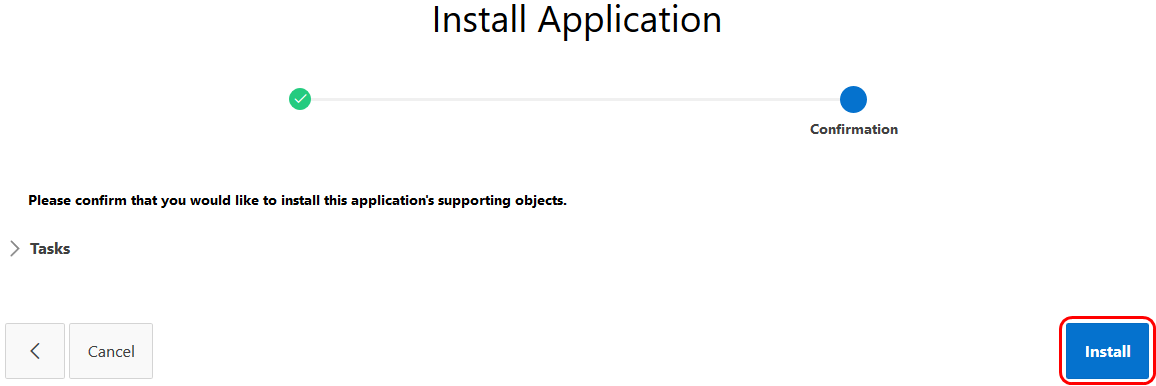 Install Application
Confirmation
Please confirm that you would like to install this application's supporting objects.
Tasks
Cancel
Install